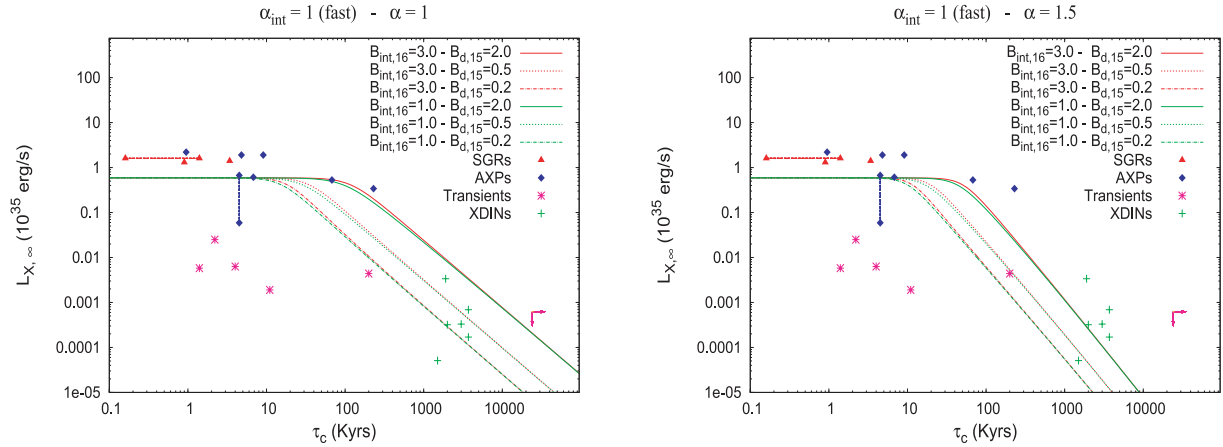 α_int = 1 (fast) - α = 1
B_int,16=3.0 - B_d,15=2.0
B_int,16=3.0 - B_d,15=0.5
B_int,16=3.0 - B_d,15=0.2
B_int,16=1.0 - B_d,15=2.0
B_int,16=1.0 - B_d,15=0.5
B_int,16=1.0 - B_d,15=0.2
SGRs
AXPs
Transients
XDINs
100
10
1
0.1
0.01
0.001
0.0001
1e-05
L_X, ∞ (10^35 erg/s)
0.1 1 10 100 1000 10000
τ_c (Kyrs)
α_int = 1 (fast) - α = 1.5
B_int,16=3.0 - B_d,15=2.0
B_int,16=3.0 - B_d,15=0.5
B_int,16=3.0 - B_d,15=0.2
B_int,16=1.0 - B_d,15=2.0
B_int,16=1.0 - B_d,15=0.5
B_int,16=1.0 - B_d,15=0.2
SGRs
AXPs
Transients
XDINs
100
10
1
0.1
0.01
0.001
0.0001
1e-05
L_X,∞ (10^35 erg/s)
0.1 1 10 100 1000 10000
τ_c (Kyrs)